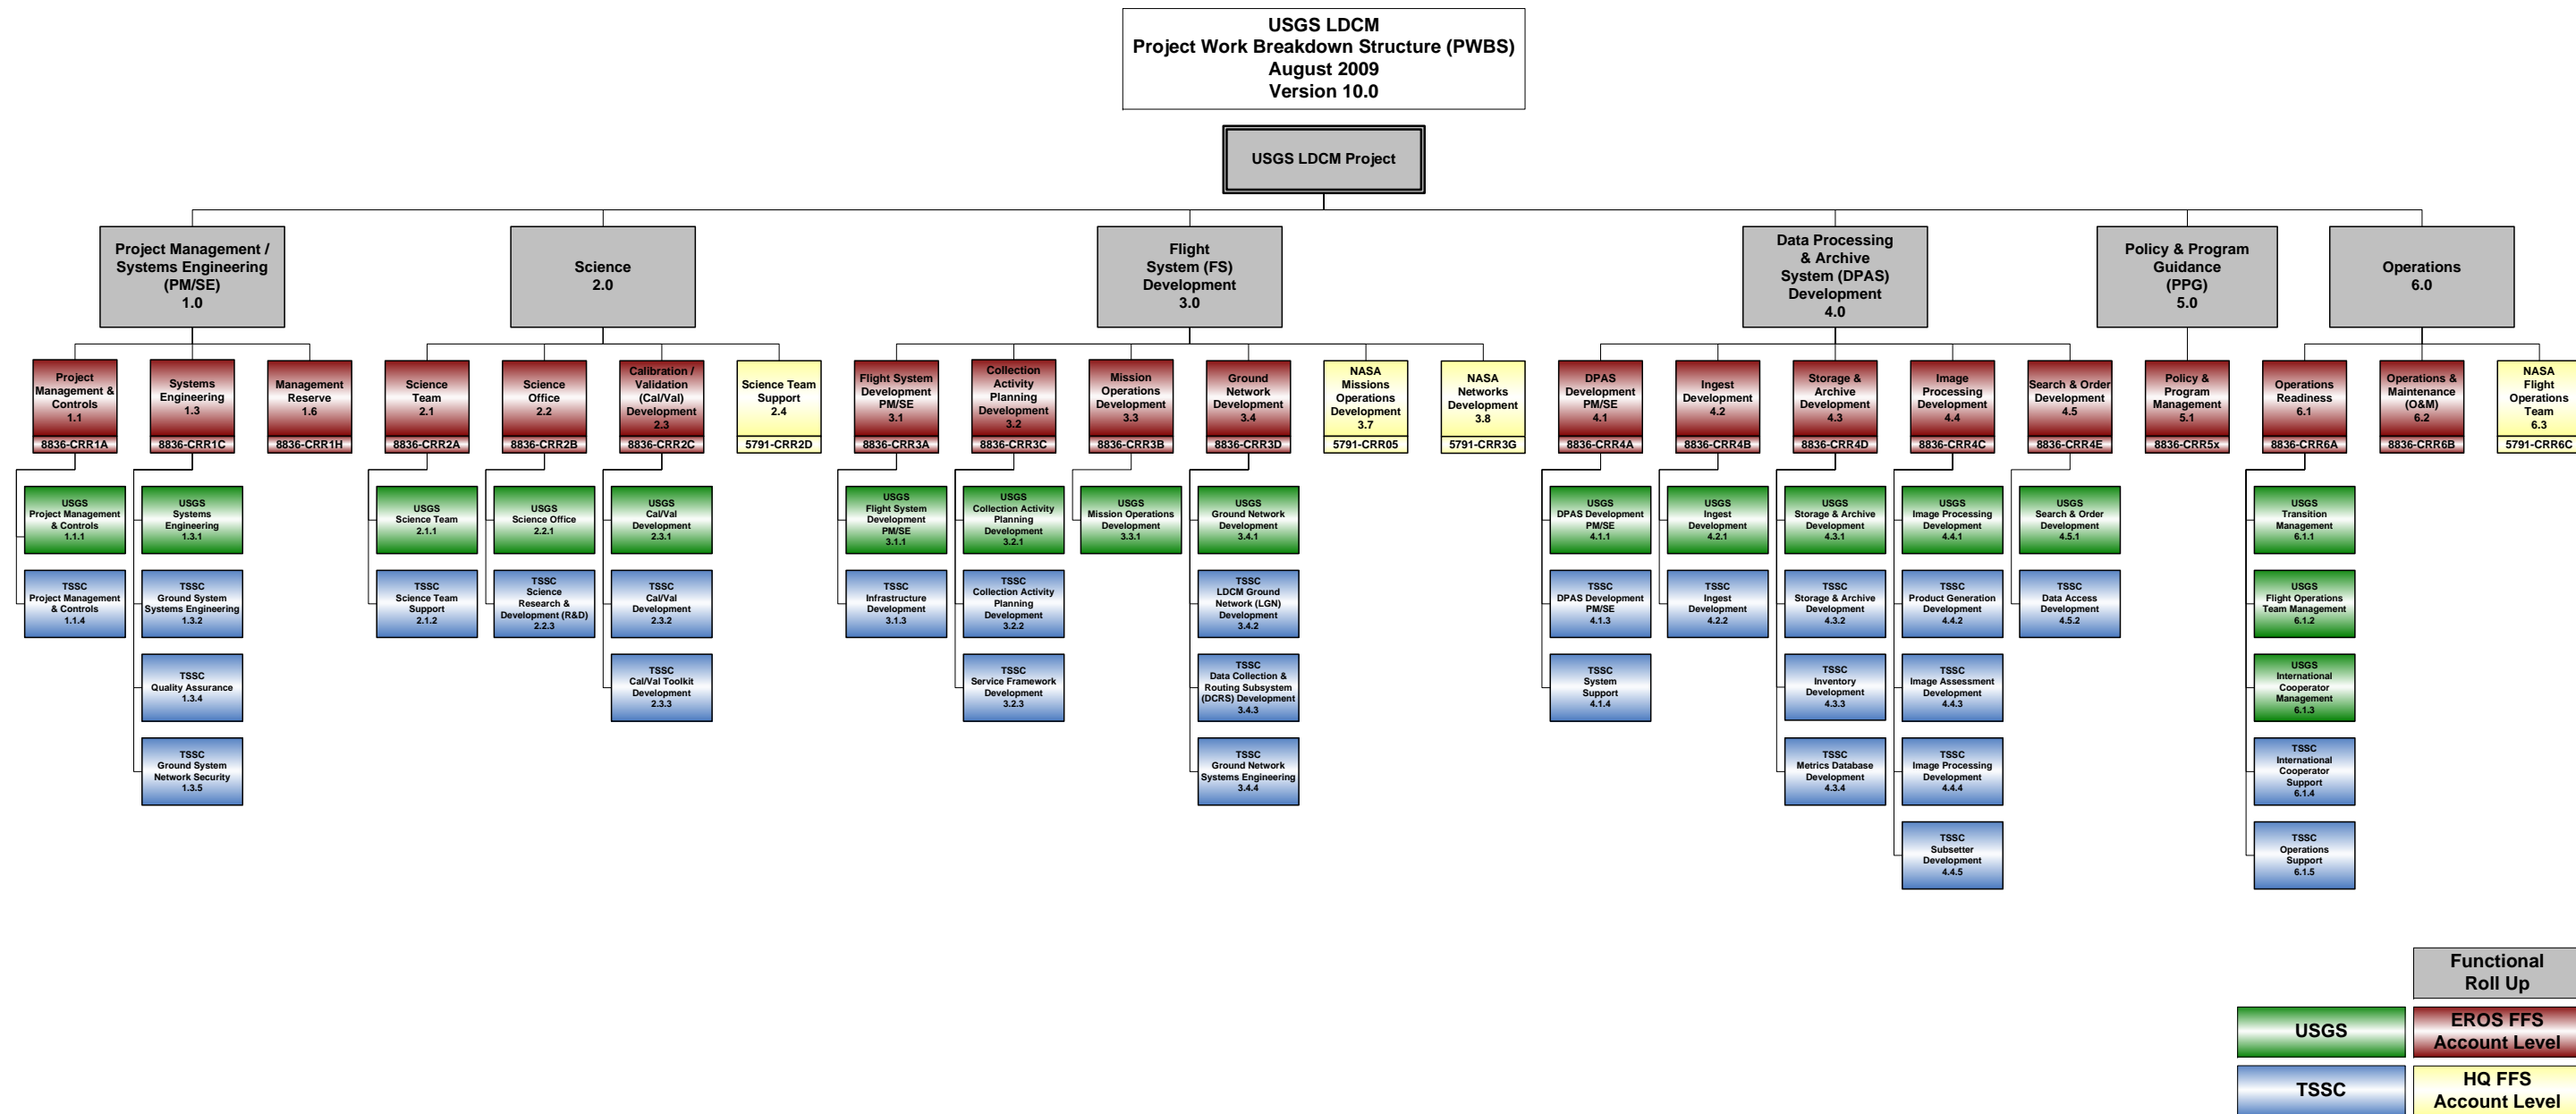 USGS LDCM
Project Work Breakdown Structure (PWBS)
August 2009
Version 10.0
USGS LDCM Project
Project Management /
Systems Engineering
(PM/SE)
1.0
Science
2.0
Flight
System (FS)
Development
3.0
Data Processing
& Archive
System (DPAS)
Development
4.0
Policy & Program
Guidance
(PPG)
5.0
Operations
6.0
Project
Management &
Controls
1.1
8836-CRR1A
Systems
Engineering
1.3
8836-CRR1C
Management
Reserve
1.6
8836-CRR1H
Science
Team
2.1
8836-CRR2A
Science
Office
2.2
8836-CRR2B
Calibration /
Validation
(Cal/Val)
Development
2.3
8836-CRR2C
Science Team
Support
2.4
5791-CRR2D
Flight System
Development
PM/SE
3.1
8836-CRR3A
Collection
Activity
Planning
Development
3.2
8836-CRR3C
Mission
Operations
Development
3.3
8836-CRR3B
Ground
Network
Development
3.4
8836-CRR3D
NASA
Missions
Operations
Development
3.7
5791-CRR05
NASA
Networks
Development
3.8
5791-CRR3G
DPAS
Development
PM/SE
4.1
8836-CRR4A
Ingest
Development
4.2
8836-CRR4B
Storage &
Archive
Development
4.3
8836-CRR4D
Image
Processing
Development
4.4
8836-CRR4C
Search & Order
Development
4.5
8836-CRR4E
Policy &
Program
Management
5.1
8836-CRR5x
Operations
Readiness
6.1
8836-CRR6A
Operations &
Maintenance
(O&M)
6.2
8836-CRR6B
NASA
Flight
Operations
Team
6.3
5791-CRR6C
USGS
Project Management
& Controls
1.1.1
TSSC
Project Management
& Controls
1.1.4
USGS
Systems
Engineering
1.3.1
TSSC
Ground System
Systems Engineering
1.3.2
TSSC
Quality Assurance
1.3.4
TSSC
Ground System
Network Security
1.3.5
USGS
Science Team
2.1.1
TSSC
Science Team
Support
2.1.2
USGS
Science Office
2.2.1
TSSC
Science
Research &
Development (R&D)
2.2.3
USGS
Cal/Val
Development
2.3.1
TSSC
Cal/Val
Development
2.3.2
TSSC
Cal/Val Toolkit
Development
2.3.3
USGS
Flight System
Development
PM/SE
3.1.1
TSSC
Infrastructure
Development
3.1.3
USGS
Collection Activity
Planning
Development
3.2.1
TSSC
Collection Activity
Planning
Development
3.2.2
TSSC
Service Framework
Development
3.2.3
USGS
Mission Operations
Development
3.3.1
USGS
Ground Network
Development
3.4.1
TSSC
LDCM Ground
Network (LGN)
Development
3.4.2
TSSC
Data Collection &
Routing Subsystem
(DCRS) Development
3.4.3
TSSC
Ground Network
Systems Engineering
3.4.4
USGS
DPAS Development
PM/SE
4.1.1
TSSC
DPAS Development
PM/SE
4.1.3
TSSC
System
Support
4.1.4
USGS
Ingest
Development
4.2.1
TSSC
Ingest
Development
4.2.2
USGS
Storage & Archive
Development
4.3.1
TSSC
Storage & Archive
Development
4.3.2
TSSC
Inventory
Development
4.3.3
TSSC
Metrics Database
Development
4.3.4
USGS
Image Processing
Development
4.4.1
TSSC
Product Generation
Development
4.4.2
TSSC
Image Assessment
Development
4.4.3
TSSC
Image Processing
Development
4.4.4
TSSC
Subsetter
Development
4.4.5
USGS
Search & Order
Development
4.5.1
TSSC
Data Access
Development
4.5.2
USGS
Transition
Management
6.1.1
USGS
Flight Operations
Team Management
6.1.2
USGS
International
Cooperator
Management
6.1.3
TSSC
International
Cooperator
Support
6.1.4
TSSC
Operations
Support
6.1.5
Functional
Roll Up
USGS
EROS FFS
Account Level
TSSC
HQ FFS
Account Level